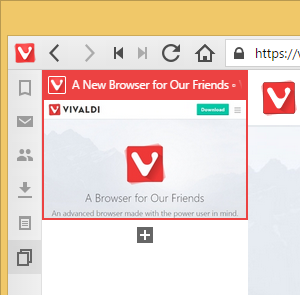 https://v
A New Browser for Our Friends -
VIVALDI
Download
A Browser for Our Friends
An advanced browser made with the power user in mind.